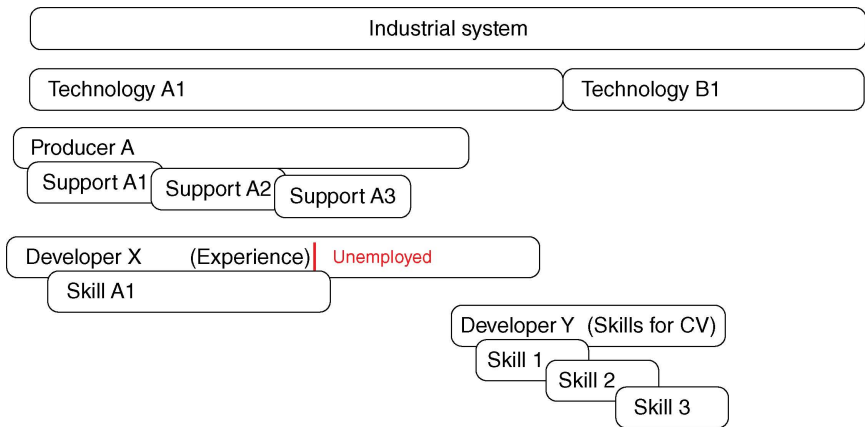 Industrial system
Technology A1
Technology B1
Producer A
Support A1
Support A2
Support A3
Developer X (Experience) Unemployed
Skill A1
Developer Y (Skills for CV)
Skill 1
Skill 2
Skill 3